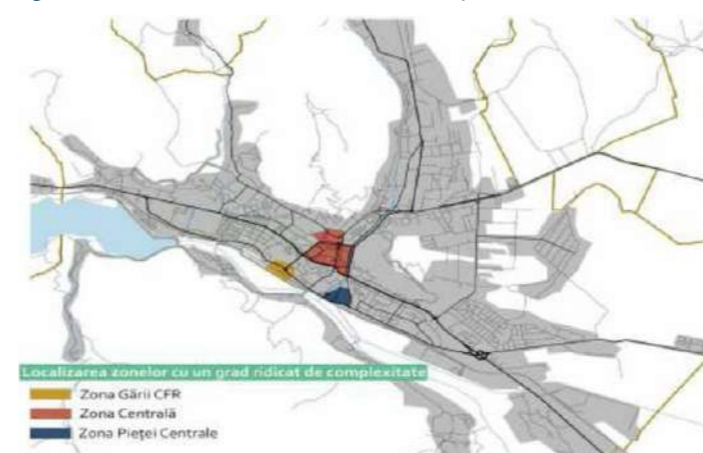 Localizarea zonelor cu un grad ridicat de complexitate
Zona Gării CFR
Zona Centrală
Zona Pieței Centrale